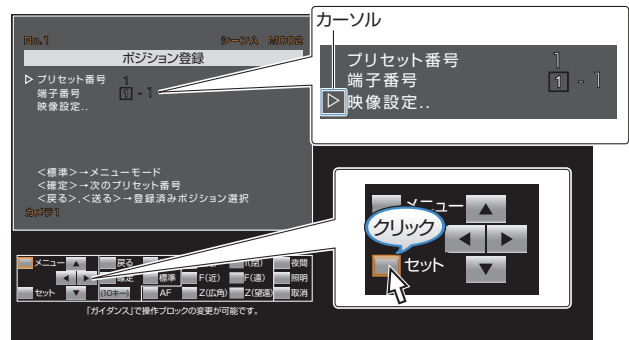 カーソル
No.1 シーンA M002
ポジション登録
プリセット番号 1
端子番号 1 - 1
映像設定..
プリセット番号 1
端子番号 1 - 1
映像設定..
<標準>→メニューモード
<確定>→次のプリセット番号
<戻る>.<送る>→登録済みポジション選択
カメラ1
メニュー
クリック
セット
メニュー 戻る 夜間
確定 標準 F(近) F(遠) 照明
セット (10キー) AF Z(広角) Z(望遠) 取消
「ガイダンス」で操作ブロックの変更が可能です。